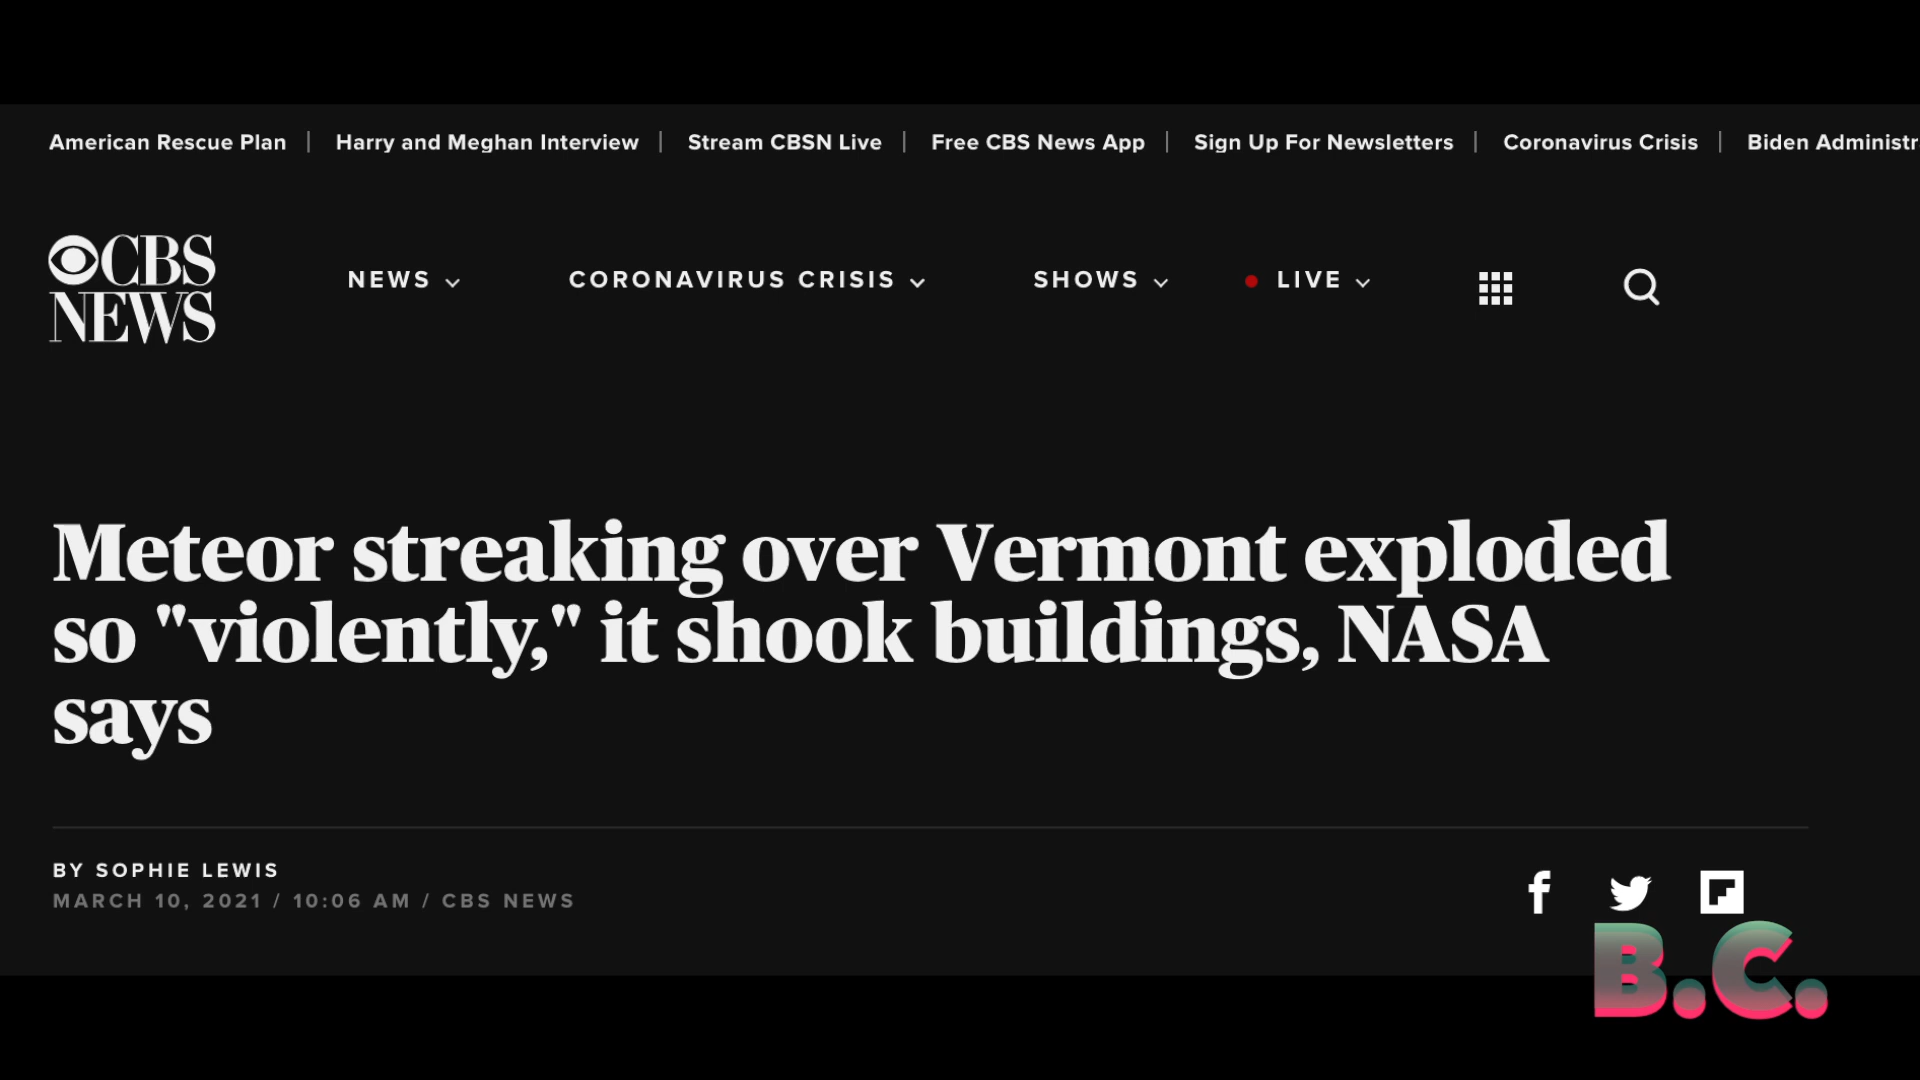 American Rescue Plan | Harry and Meghan Interview | Stream CBSN Live | Free CBS News App | Sign Up For Newsletters | Coronavirus Crisis | Biden Administr
CBS
NEWS
NEWS CORONAVIRUS CRISIS SHOWS LIVE
Meteor streaking over Vermont exploded
so "violently," it shook buildings, NASA
says
BY SOPHIE LEWIS
MARCH 10, 2021 / 10:06 AM / CBS NEWS
B.C.